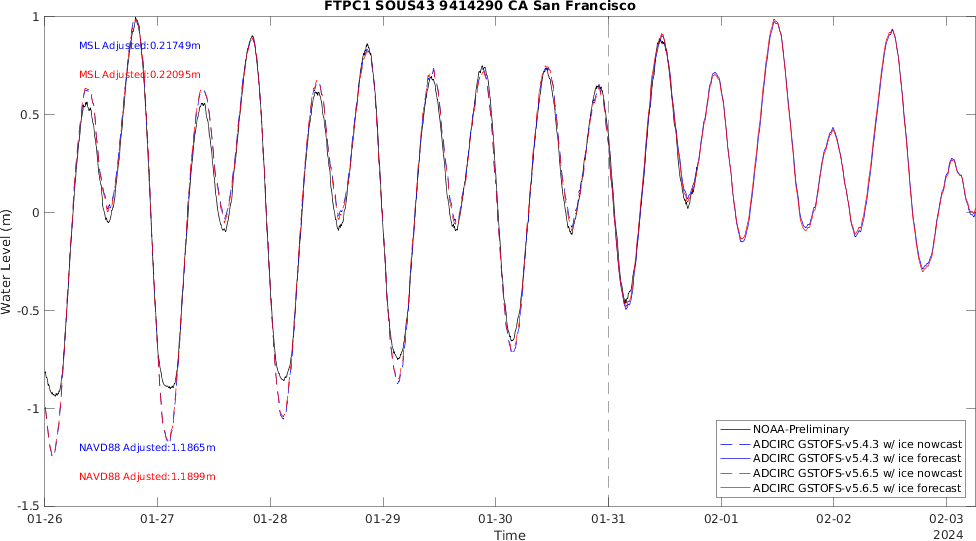 FTPC1 SOUS43 9414290 CA San Francisco
MSL Adjusted:0.21749m
MSL Adjusted:0.22095m
NAVD88 Adjusted:1.1865m
NAVD88 Adjusted:1.1899m
Water Level (m)
1
0.5
0
-0.5
-1
-1.5
NOAA-Preliminary
ADCIRC GSTOFS-v5.4.3 w/ ice nowcast
ADCIRC GSTOFS-v5.4.3 w/ ice forecast
ADCIRC GSTOFS-v5.6.5 w/ ice nowcast
ADCIRC GSTOFS-v5.6.5 w/ ice forecast
01-26 01-27 01-28 01-29 01-30 01-31 02-01 02-02 02-03
Time
2024